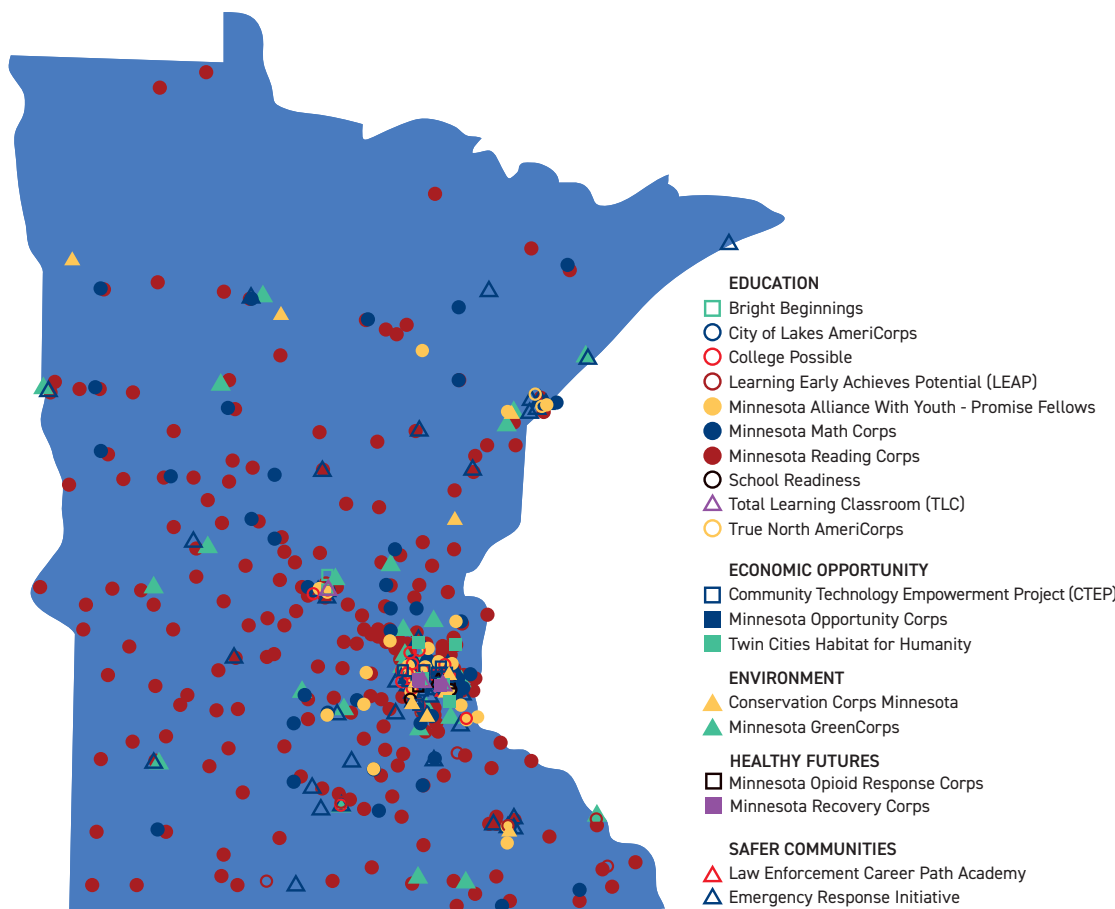 EDUCATION
Bright Beginnings
City of Lakes AmeriCorps
College Possible
Learning Early Achieves Potential (LEAP)
Minnesota Alliance With Youth - Promise Fellows
Minnesota Math Corps
Minnesota Reading Corps
School Readiness
Total Learning Classroom (TLC)
True North AmeriCorps
ECONOMIC OPPORTUNITY
Community Technology Empowerment Project (CTEP)
Minnesota Opportunity Corps
Twin Cities Habitat for Humanity
ENVIRONMENT
Conservation Corps Minnesota
Minnesota GreenCorps
HEALTHY FUTURES
Minnesota Opioid Response Corps
Minnesota Recovery Corps
SAFER COMMUNITIES
Law Enforcement Career Path Academy
Emergency Response Initiative